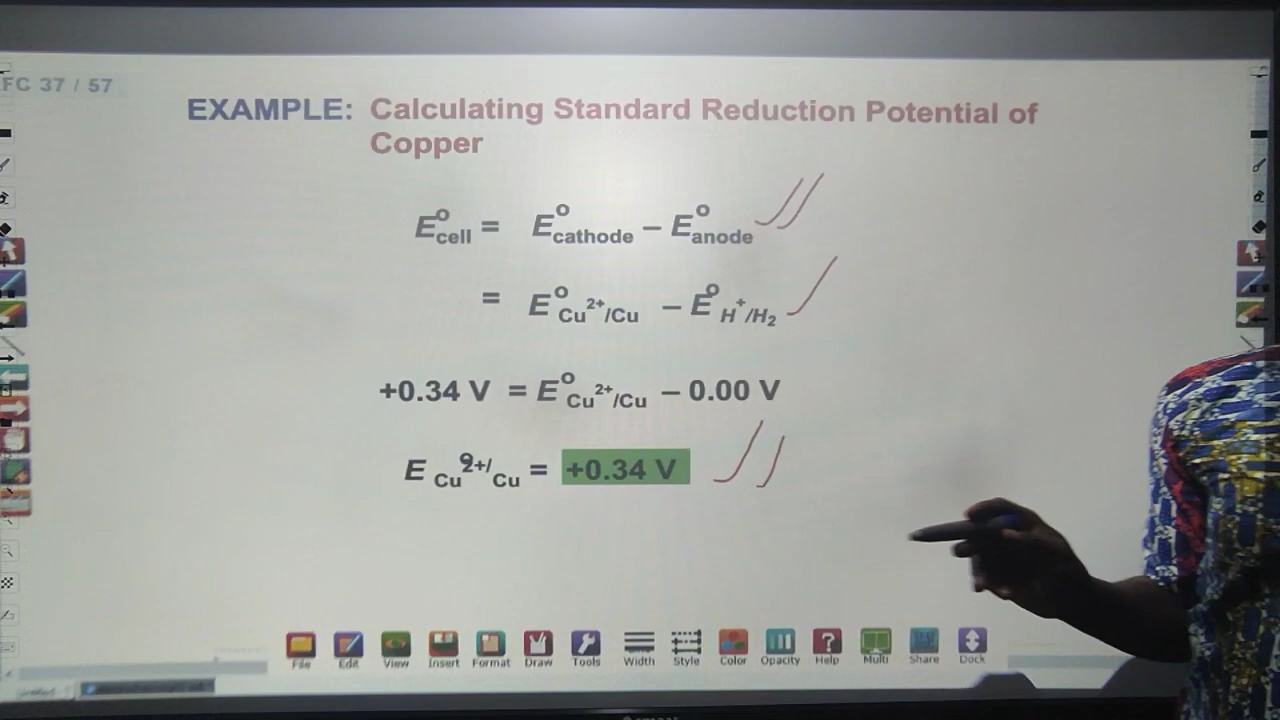 FC 37 / 57
EXAMPLE: Calculating Standard Reduction Potential of
Copper
E°cell = E°cathode – E°anode
= E°Cu²⁺/Cu – E°H⁺/H₂
+0.34 V = E°Cu²⁺/Cu – 0.00 V
E Cu²⁺/Cu = +0.34 V
File Edit View Insert Format Draw Tools Width Style Color Opacity Help Multi Share Dock